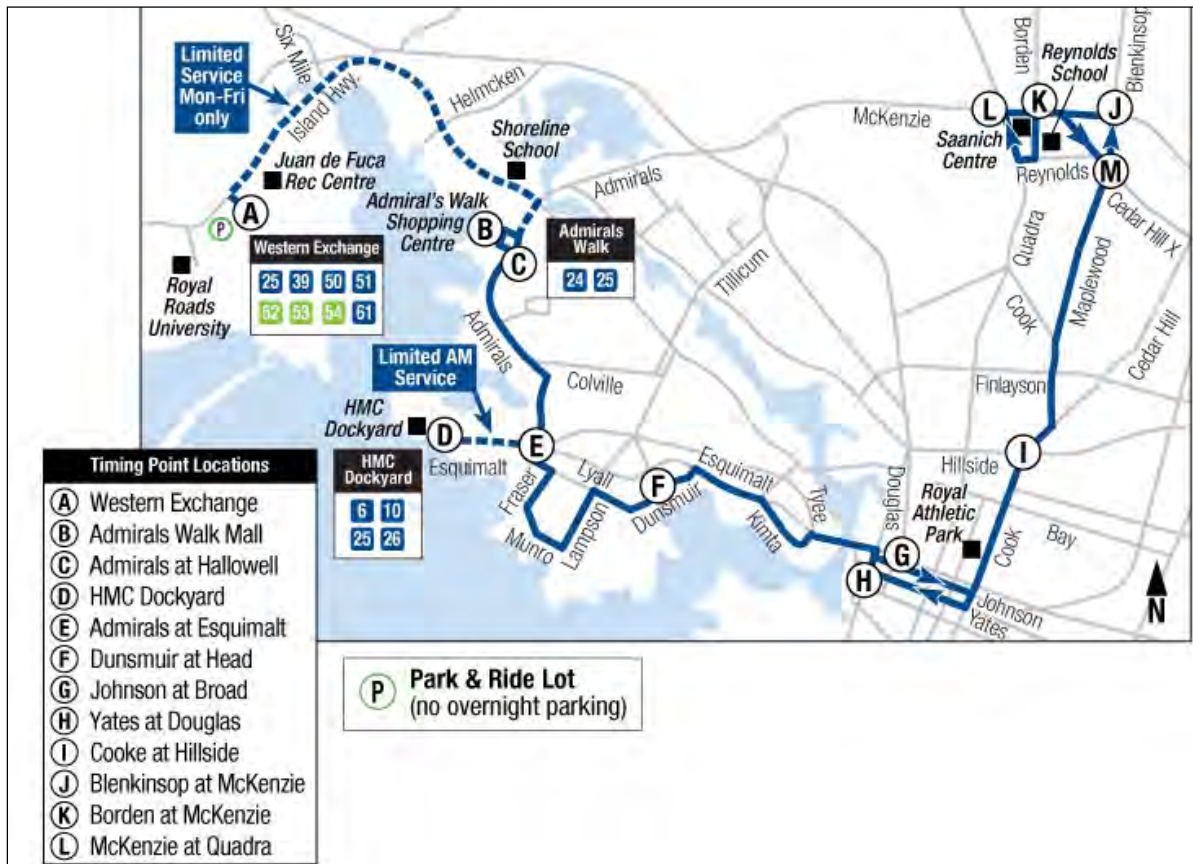 Limited
Service
Mon-Fri
only
Six Mile
Island Hwy.
Helmcken
Shoreline
School
Juan de Fuca
Rec Centre
Admiral's Walk
Shopping
Centre
A
P
B
C
Royal
Roads
University
Western Exchange
25 39 50 51
52 53 54 61
Admirals
Walk
24 25
Admirals
Tillicum
McKenzie
Borden
Reynolds
School
Blenkinsop
L
K
J
Saanich
Centre
Reynolds
M
Cedar Hill X
Quadra
Cook
Maplewood
Cedar Hill
Finlayson
Admirals
Colville
Limited AM
Service
HMC
Dockyard
D
E
Esquimalt
HMC
Dockyard
6 10
25 26
Fraser
Munro
Lyall
Lampson
F
Dunsmuir
Esquimalt
Kimta
Tyee
Douglas
Hillside
I
Royal
Athletic
Park
Cook
Bay
G
H
Johnson
Yates
N
Timing Point Locations
A Western Exchange
B Admirals Walk Mall
C Admirals at Hallowell
D HMC Dockyard
E Admirals at Esquimalt
F Dunsmuir at Head
G Johnson at Broad
H Yates at Douglas
I Cooke at Hillside
J Blenkinsop at McKenzie
K Borden at McKenzie
L McKenzie at Quadra
P Park & Ride Lot
(no overnight parking)